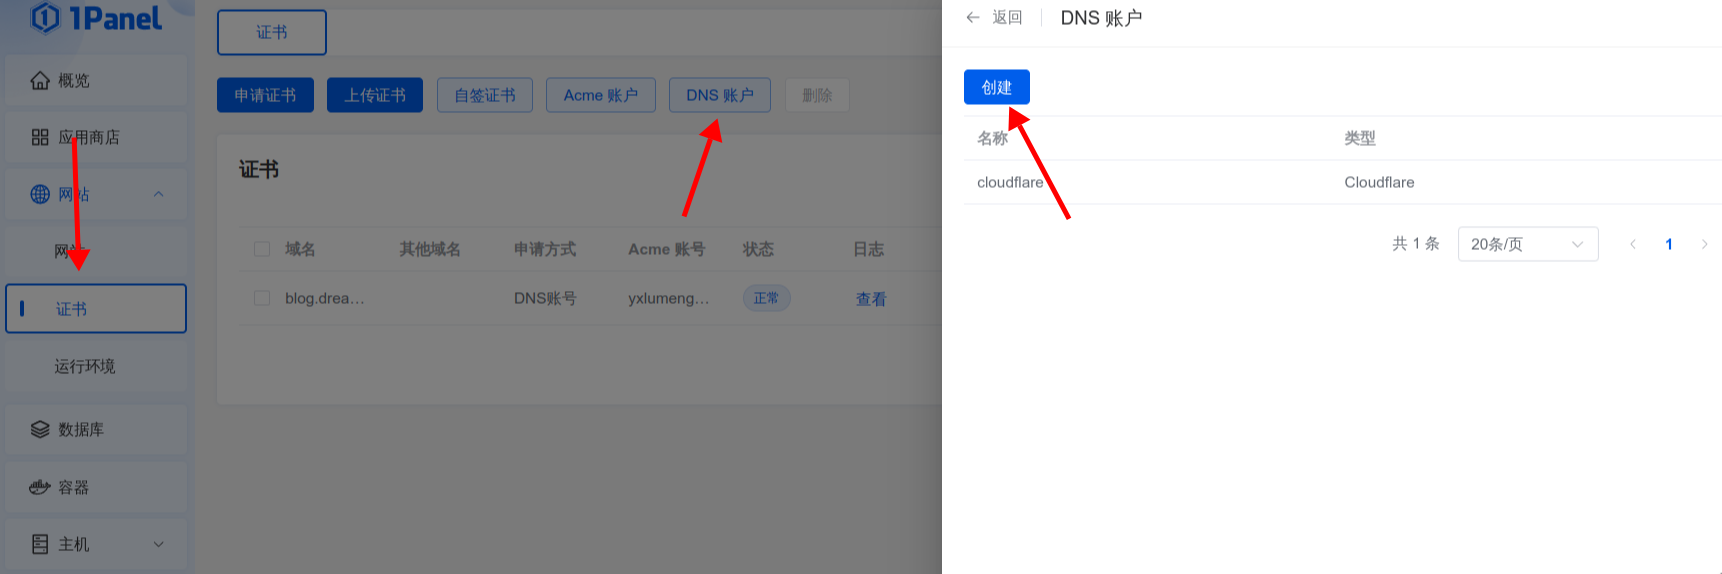 1Panel
概览
应用商店
网站
网站
证书
运行环境
数据库
容器
主机
证书
申请证书
上传证书
自签证书
Acme 账户
DNS 账户
删除
证书
域名 其他域名 申请方式 Acme 账号 状态 日志
blog.drea... DNS账号 yxlumeng... 正常 查看
返回 DNS 账户
创建
名称 类型
cloudflare Cloudflare
共 1 条 20条/页 1